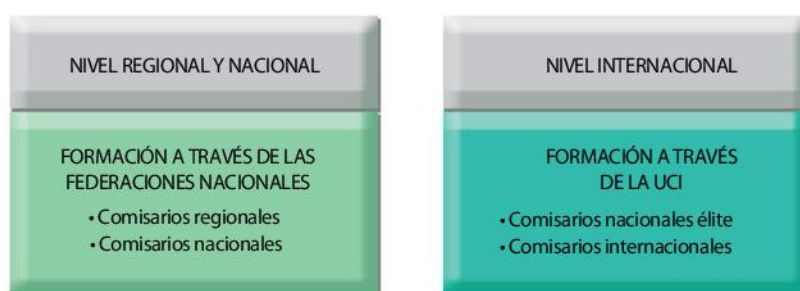 NIVEL REGIONAL Y NACIONAL
FORMACIÓN A TRAVÉS DE LAS
FEDERACIONES NACIONALES
• Comisarios regionales
• Comisarios nacionales
NIVEL INTERNACIONAL
FORMACIÓN A TRAVÉS
DE LA UCI
• Comisarios nacionales élite
• Comisarios internacionales